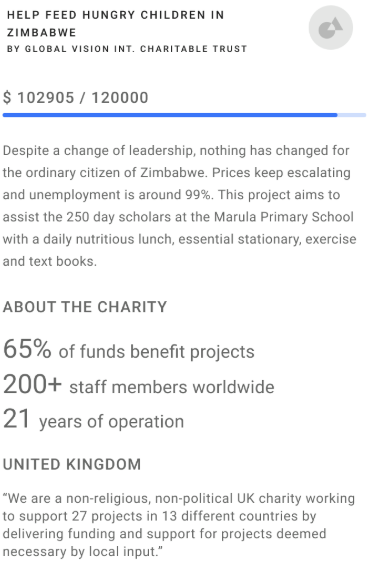 HELP FEED HUNGRY CHILDREN IN
ZIMBABWE
BY GLOBAL VISION INT. CHARITABLE TRUST
$ 102905 / 120000
Despite a change of leadership, nothing has changed for
the ordinary citizen of Zimbabwe. Prices keep escalating
and unemployment is around 99%. This project aims to
assist the 250 day scholars at the Marula Primary School
with a daily nutritious lunch, essential stationary, exercise
and text books.
ABOUT THE CHARITY
65% of funds benefit projects
200+ staff members worldwide
21 years of operation
UNITED KINGDOM
“We are a non-religious, non-political UK charity working
to support 27 projects in 13 different countries by
delivering funding and support for projects deemed
necessary by local input.”